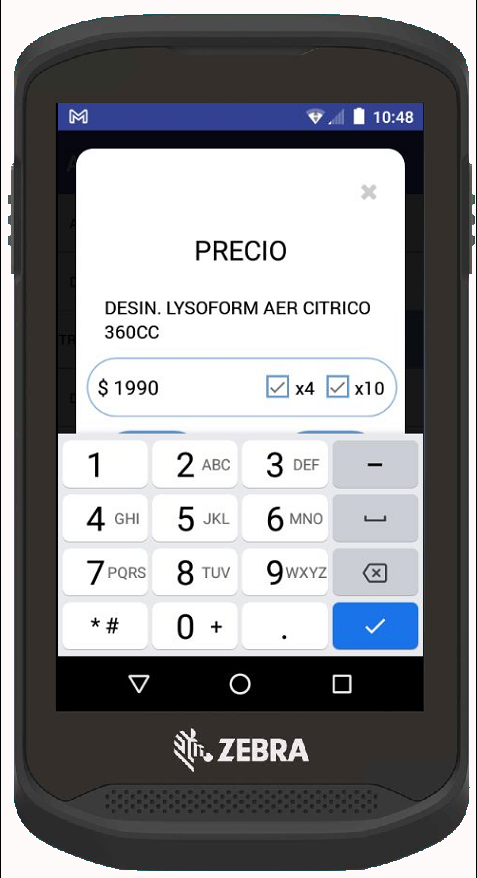 10:48
PRECIO
DESIN. LYSOFORM AER CITRICO
360CC
$ 1990 x4 x10
1 2 ABC 3 DEF –
4 GHI 5 JKL 6 MNO
7 PQRS 8 TUV 9 WXYZ
* # 0 + .
ZEBRA